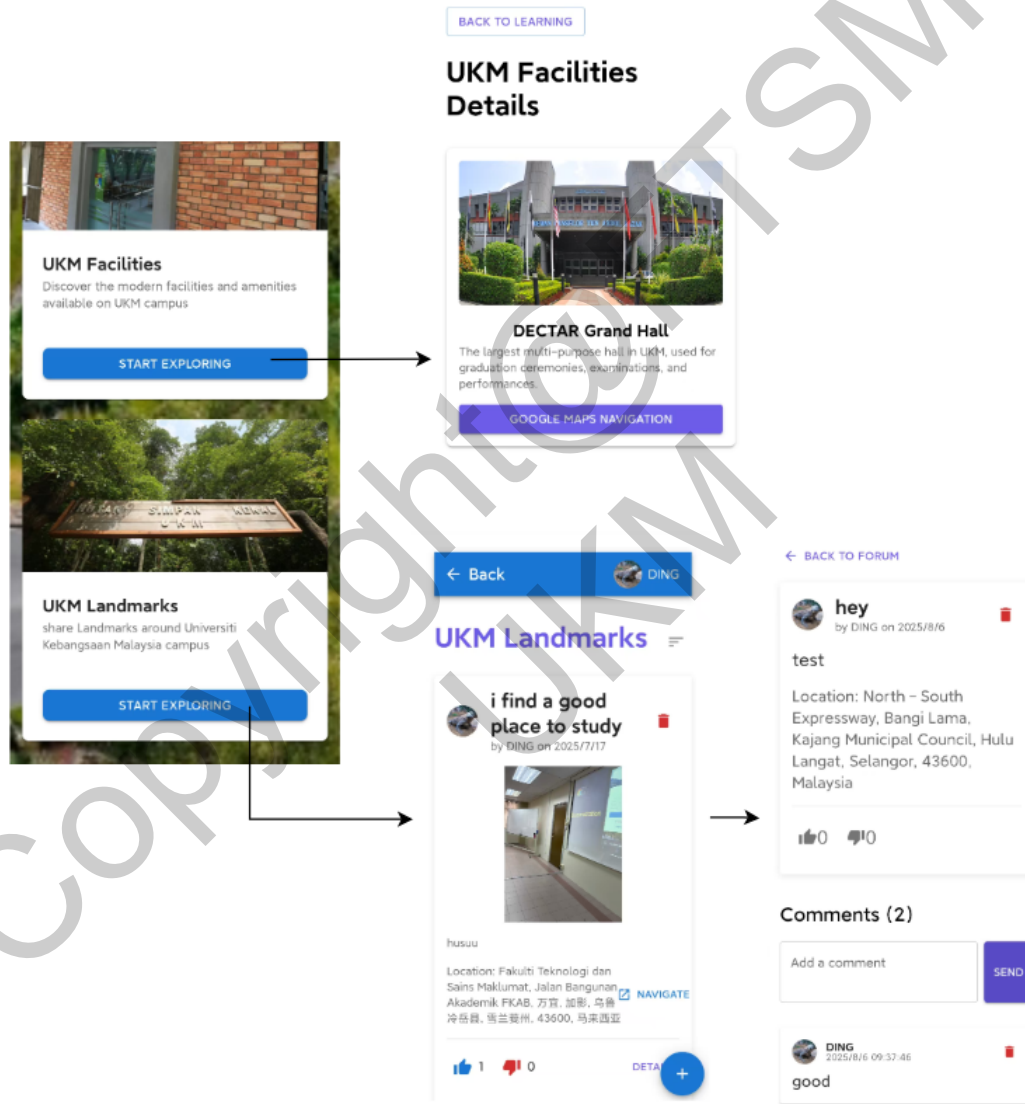 BACK TO LEARNING
UKM Facilities
Details
UKM Facilities
Discover the modern facilities and amenities
available on UKM campus
START EXPLORING
DECTAR Grand Hall
The largest multi-purpose hall in UKM, used for
graduation ceremonies, examinations, and
performances.
GOOGLE MAPS NAVIGATION
HUTAN SIMPAN KEKAL
UKM
UKM Landmarks
share Landmarks around Universiti
Kebangsaan Malaysia campus
START EXPLORING
← Back
DING
UKM Landmarks
i find a good
place to study
by DING on 2025/7/17
husuu
Location: Fakulti Teknologi dan
Sains Maklumat, Jalan Bangunan
Akademik FKAB, 万宜, 加影, 乌鲁
冷岳县, 雪兰莪州, 43600, 马来西亚
NAVIGATE
1
0
DETA
+
← BACK TO FORUM
hey
by DING on 2025/8/6
test
Location: North - South
Expressway, Bangi Lama,
Kajang Municipal Council, Hulu
Langat, Selangor, 43600,
Malaysia
0
0
Comments (2)
Add a comment
SEND
DING
2025/8/6 09:37:46
good
Copyright@FTSM
UKM